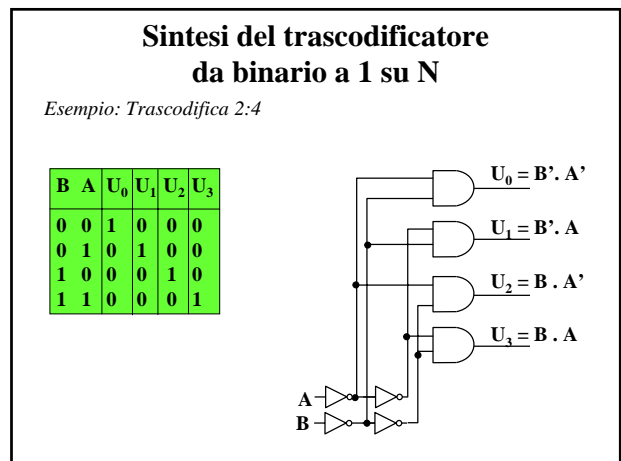 Sintesi del trascodificatore
da binario a 1 su N
Esempio: Trascodifica 2:4
B A U₀ U₁ U₂ U₃
0 0 1 0 0 0
0 1 0 1 0 0
1 0 0 0 1 0
1 1 0 0 0 1
U₀ = B’. A’
U₁ = B’. A
U₂ = B . A’
U₃ = B . A
A
B